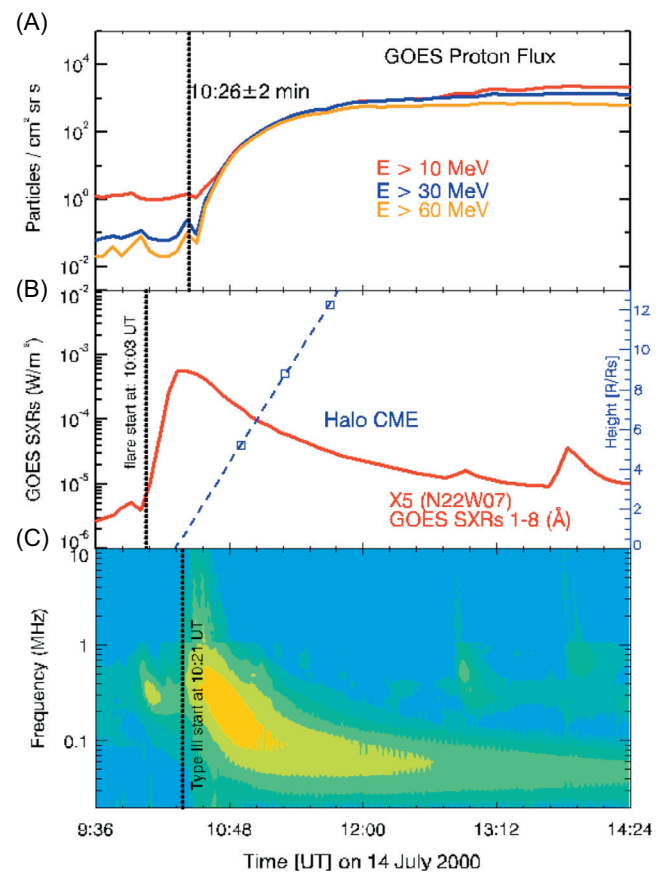 (A)
GOES Proton Flux
10:26±2 min
Particles / cm² sr s
10⁴
10²
10⁰
10⁻²
E > 10 MeV
E > 30 MeV
E > 60 MeV
(B)
GOES SXRs (W/m²)
10⁻²
10⁻³
10⁻⁴
10⁻⁵
10⁻⁶
flare start at: 10:03 UT
Halo CME
X5 (N22W07)
GOES SXRs 1-8 (Å)
Height [R/Rs]
12
10
8
6
4
2
0
(C)
Frequency (MHz)
10
1
0.1
Type III start at 10:21 UT
9:36 10:48 12:00 13:12 14:24
Time [UT] on 14 July 2000